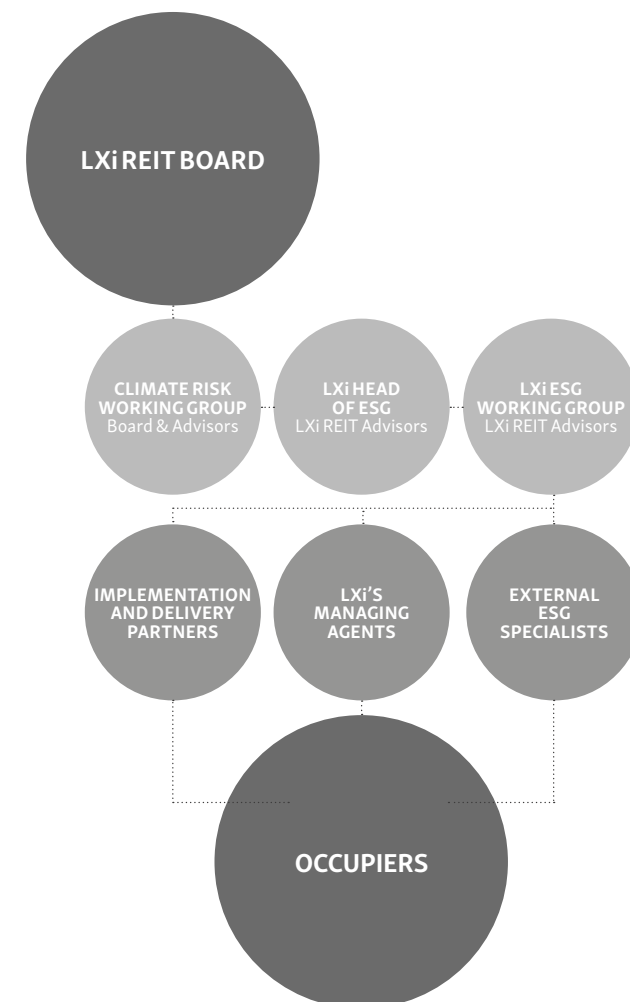 LXi REIT BOARD
CLIMATE RISK
WORKING GROUP
Board & Advisors
LXi HEAD
OF ESG
LXi REIT Advisors
LXi ESG
WORKING GROUP
LXi REIT Advisors
IMPLEMENTATION
AND DELIVERY
PARTNERS
LXi’S
MANAGING
AGENTS
EXTERNAL
ESG
SPECIALISTS
OCCUPIERS